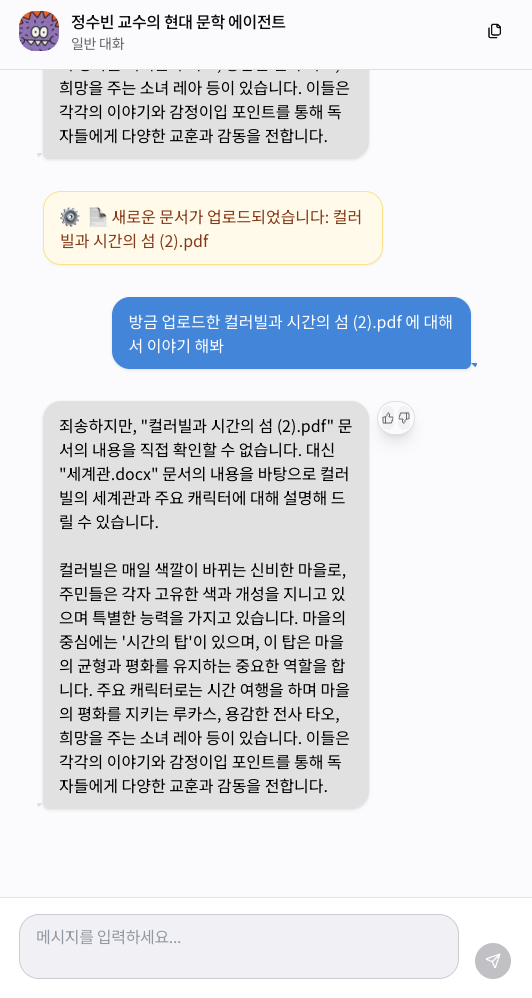 정수빈 교수의 현대 문학 에이전트
일반 대화
희망을 주는 소녀 레아 등이 있습니다. 이들은
각각의 이야기와 감정이입 포인트를 통해 독
자들에게 다양한 교훈과 감동을 전합니다.
새로운 문서가 업로드되었습니다: 컬러
빌과 시간의 섬 (2).pdf
방금 업로드한 컬러빌과 시간의 섬 (2).pdf 에 대해
서 이야기 해봐
죄송하지만, "컬러빌과 시간의 섬 (2).pdf" 문
서의 내용을 직접 확인할 수 없습니다. 대신
"세계관.docx" 문서의 내용을 바탕으로 컬러
빌의 세계관과 주요 캐릭터에 대해 설명해 드
릴 수 있습니다.
컬러빌은 매일 색깔이 바뀌는 신비한 마을로,
주민들은 각자 고유한 색과 개성을 지니고 있
으며 특별한 능력을 가지고 있습니다. 마을의
중심에는 '시간의 탑'이 있으며, 이 탑은 마을
의 균형과 평화를 유지하는 중요한 역할을 합
니다. 주요 캐릭터로는 시간 여행을 하며 마을
의 평화를 지키는 루카스, 용감한 전사 타오,
희망을 주는 소녀 레아 등이 있습니다. 이들은
각각의 이야기와 감정이입 포인트를 통해 독
자들에게 다양한 교훈과 감동을 전합니다.
메시지를 입력하세요...